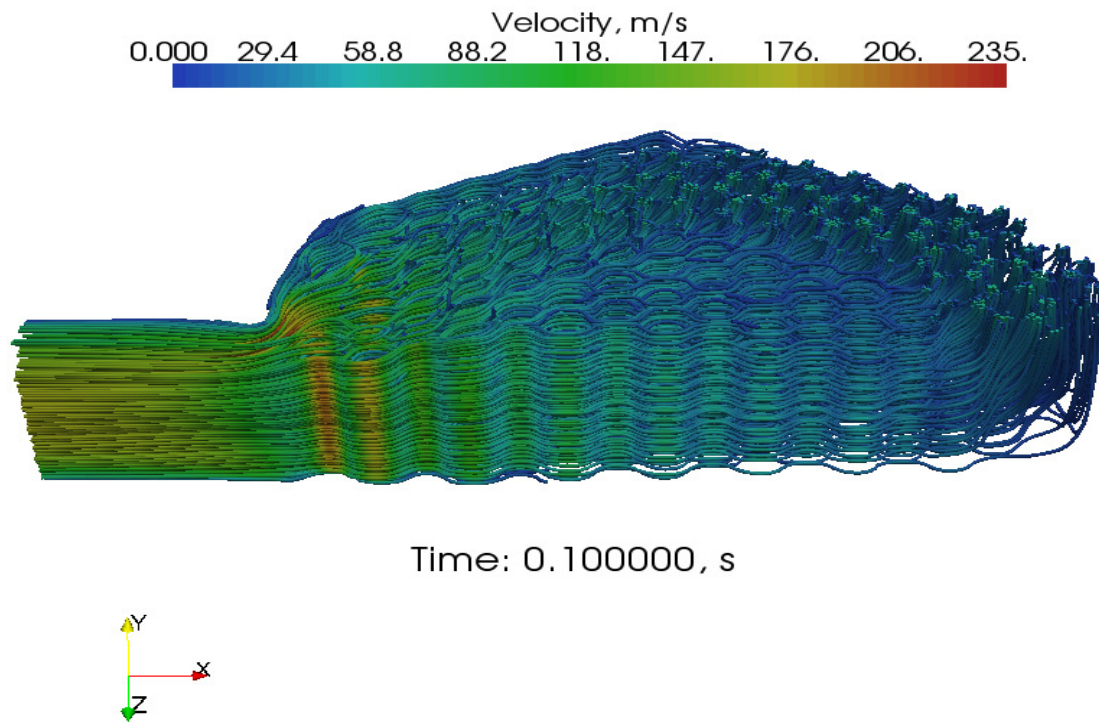 Velocity, m/s
0.000 29.4 58.8 88.2 118. 147. 176. 206. 235.
Time: 0.100000, s
Y
X
Z